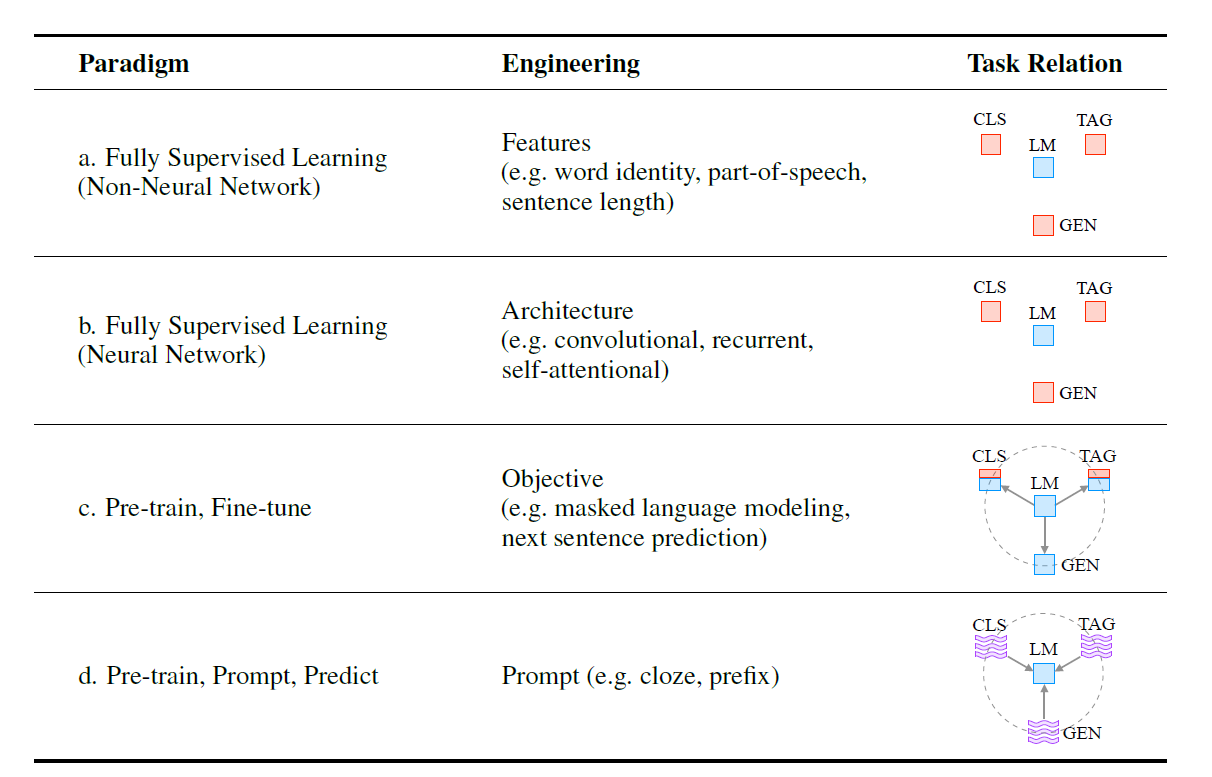 Paradigm Engineering Task Relation
a. Fully Supervised Learning
(Non-Neural Network)
Features
(e.g. word identity, part-of-speech,
sentence length)
CLS TAG
LM
GEN
b. Fully Supervised Learning
(Neural Network)
Architecture
(e.g. convolutional, recurrent,
self-attentional)
CLS TAG
LM
GEN
c. Pre-train, Fine-tune
Objective
(e.g. masked language modeling,
next sentence prediction)
CLS TAG
LM
GEN
d. Pre-train, Prompt, Predict
Prompt (e.g. cloze, prefix)
CLS TAG
LM
GEN